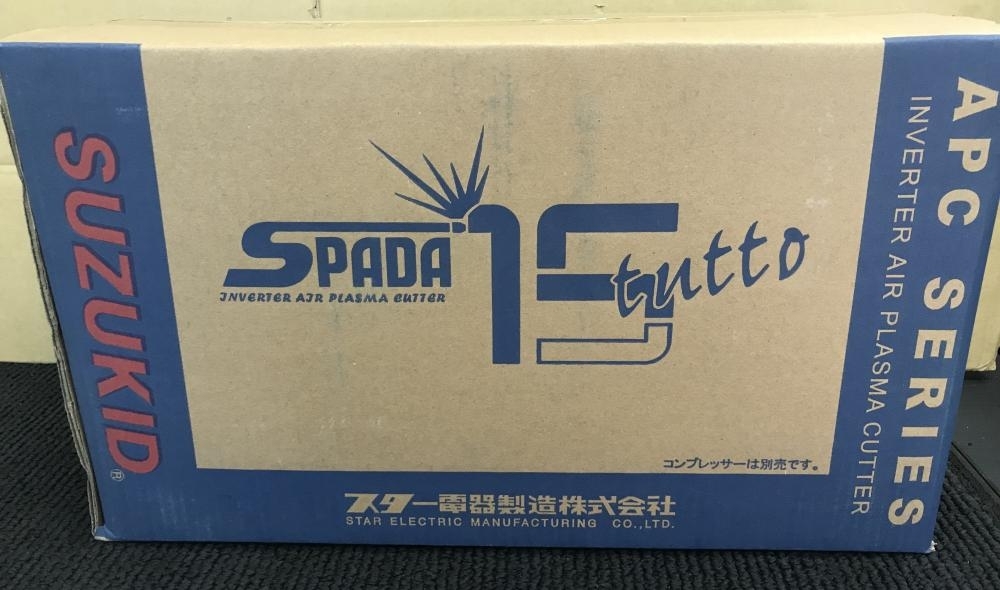 SUZUKID®
SPADA 15 tutto
INVERTER AIR PLASMA CUTTER
APC SERIES
INVERTER AIR PLASMA CUTTER
コンプレッサーは別売です。
スター電器製造株式会社
STAR ELECTRIC MANUFACTURING CO.,LTD.